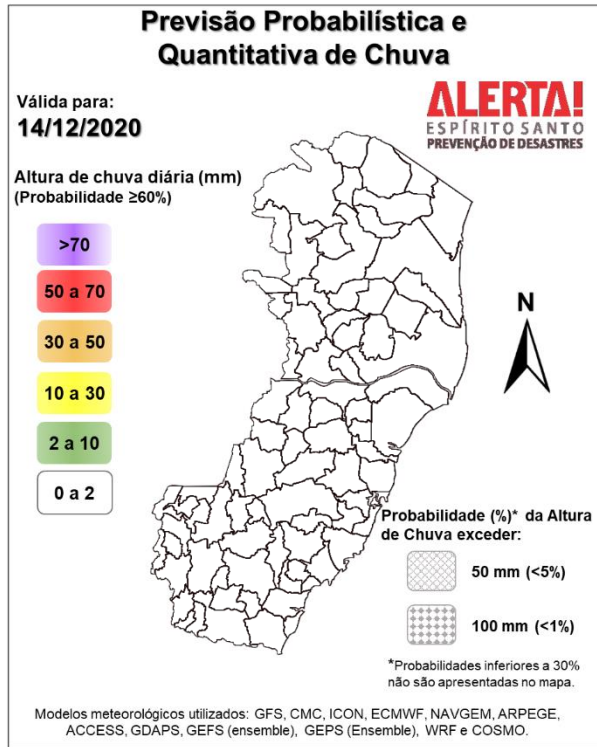 Previsão Probabilística e
Quantitativa de Chuva
Válida para:
14/12/2020
ALERTA!
ESPÍRITO SANTO
PREVENÇÃO DE DESASTRES
Altura de chuva diária (mm)
(Probabilidade ≥60%)
>70
50 a 70
30 a 50
10 a 30
2 a 10
0 a 2
N
Probabilidade (%)* da Altura
de Chuva exceder:
50 mm (<5%)
100 mm (<1%)
*Probabilidades inferiores a 30%
não são apresentadas no mapa.
Modelos meteorológicos utilizados: GFS, CMC, ICON, ECMWF, NAVGEM, ARPEGE,
ACCESS, GDAPS, GEFS (ensemble), GEPS (Ensemble), WRF e COSMO.